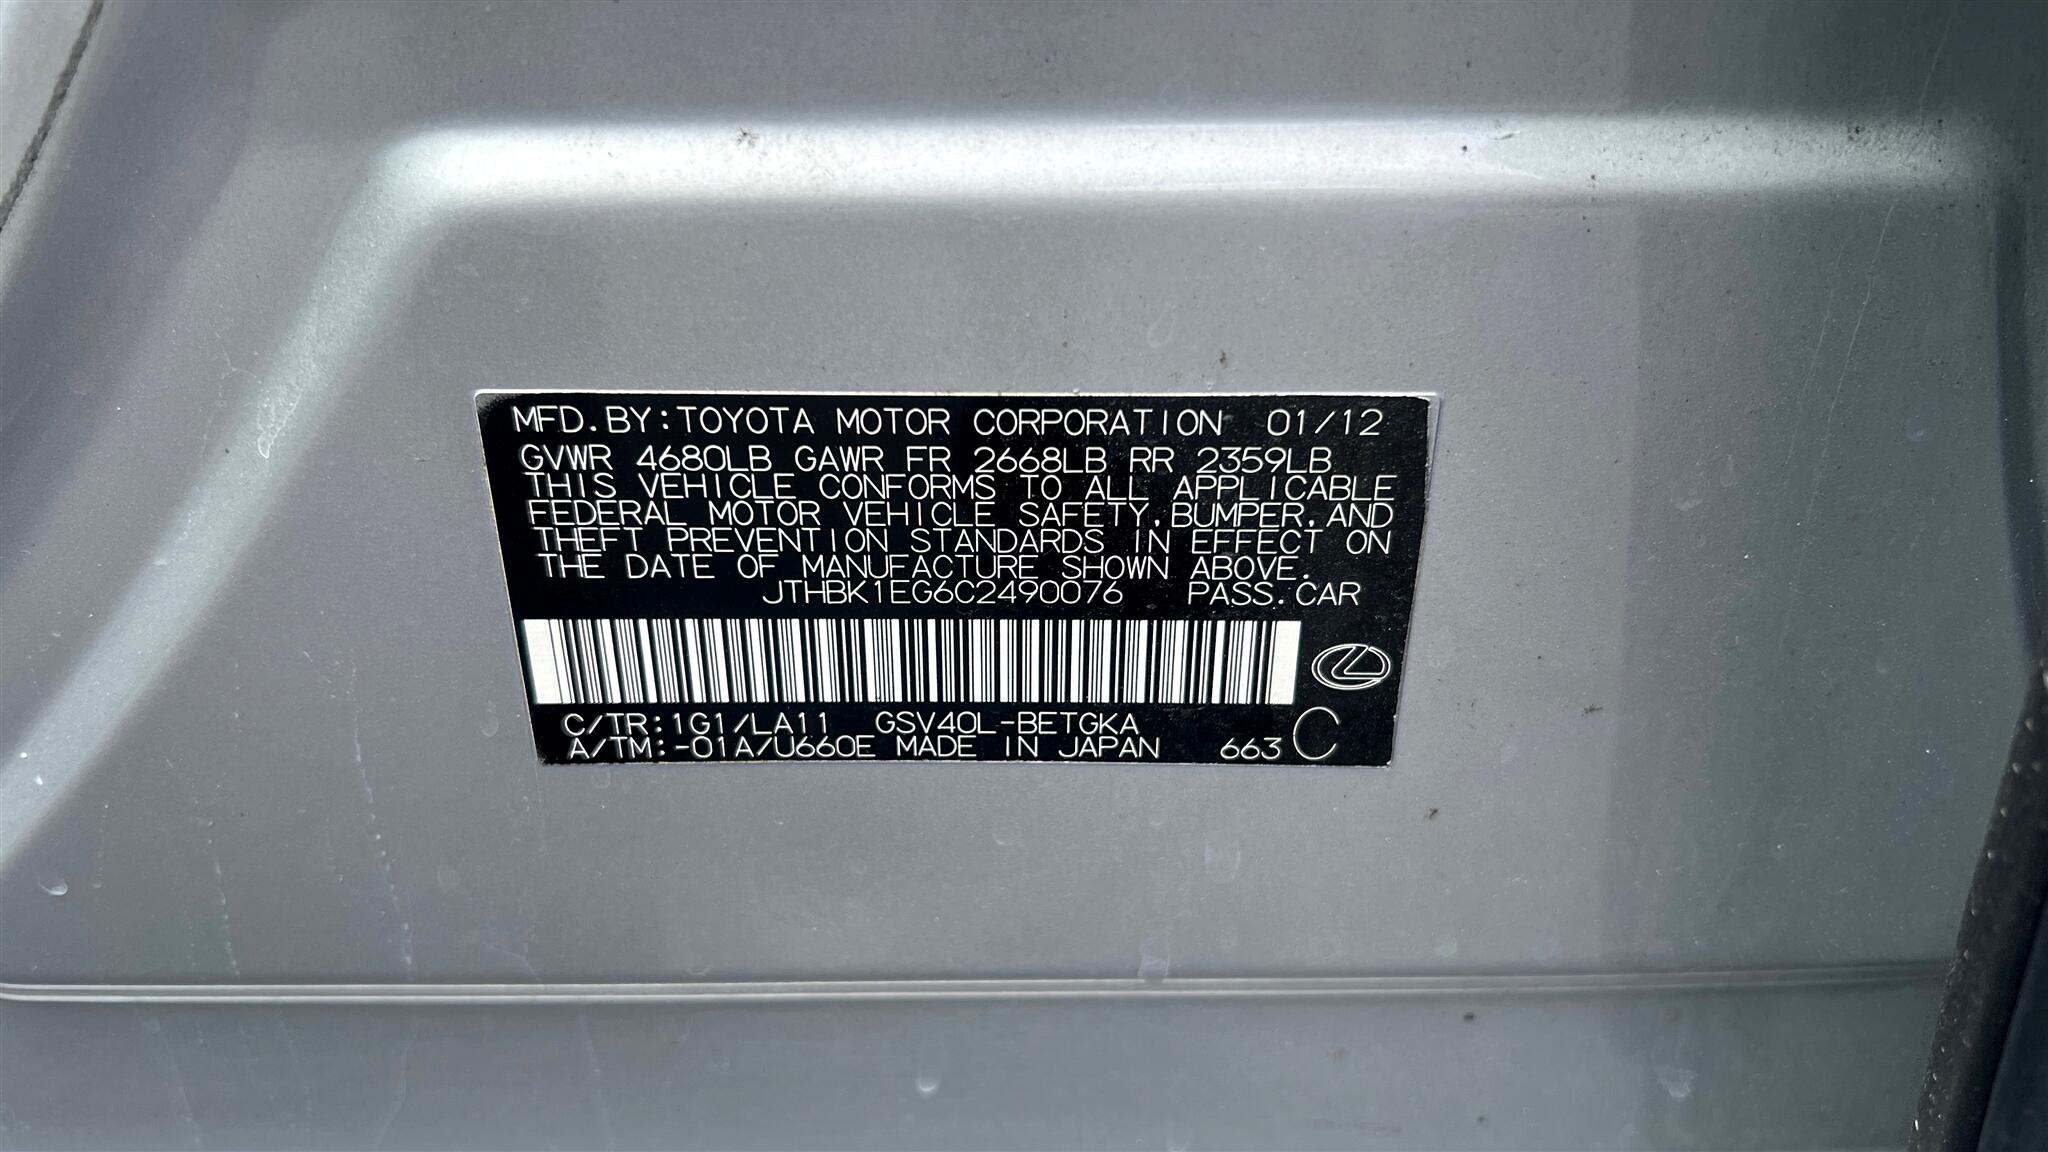 MFD.BY:TOYOTA MOTOR CORPORATION 01/12
GVWR 4680LB GAWR FR 2668LB RR 2359LB
THIS VEHICLE CONFORMS TO ALL APPLICABLE
FEDERAL MOTOR VEHICLE SAFETY,BUMPER,AND
THEFT PREVENTION STANDARDS IN EFFECT ON
THE DATE OF MANUFACTURE SHOWN ABOVE.
JTHBK1EG6C2490076 PASS.CAR
C/TR:1G1/LA11 GSV40L-BETGKA
A/TM:-01A/U660E MADE IN JAPAN 663 C